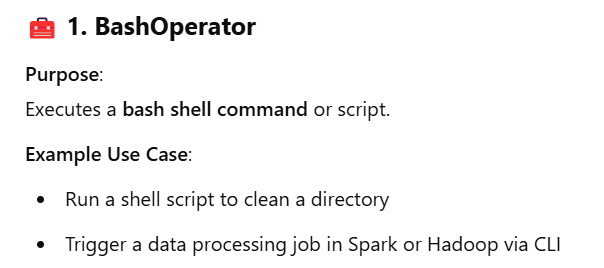 🧰 1. BashOperator
Purpose:
Executes a bash shell command or script.
Example Use Case:
• Run a shell script to clean a directory
• Trigger a data processing job in Spark or Hadoop via CLI